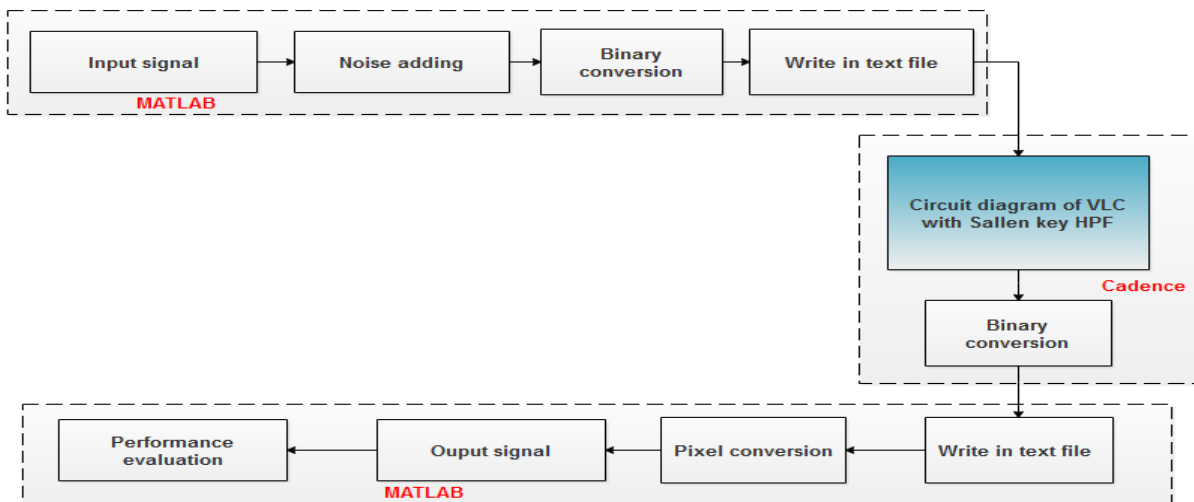 Input signal
Noise adding
Binary
conversion
Write in text file
MATLAB
Circuit diagram of VLC
with Sallen key HPF
Cadence
Binary
conversion
Performance
evaluation
Ouput signal
Pixel conversion
Write in text file
MATLAB